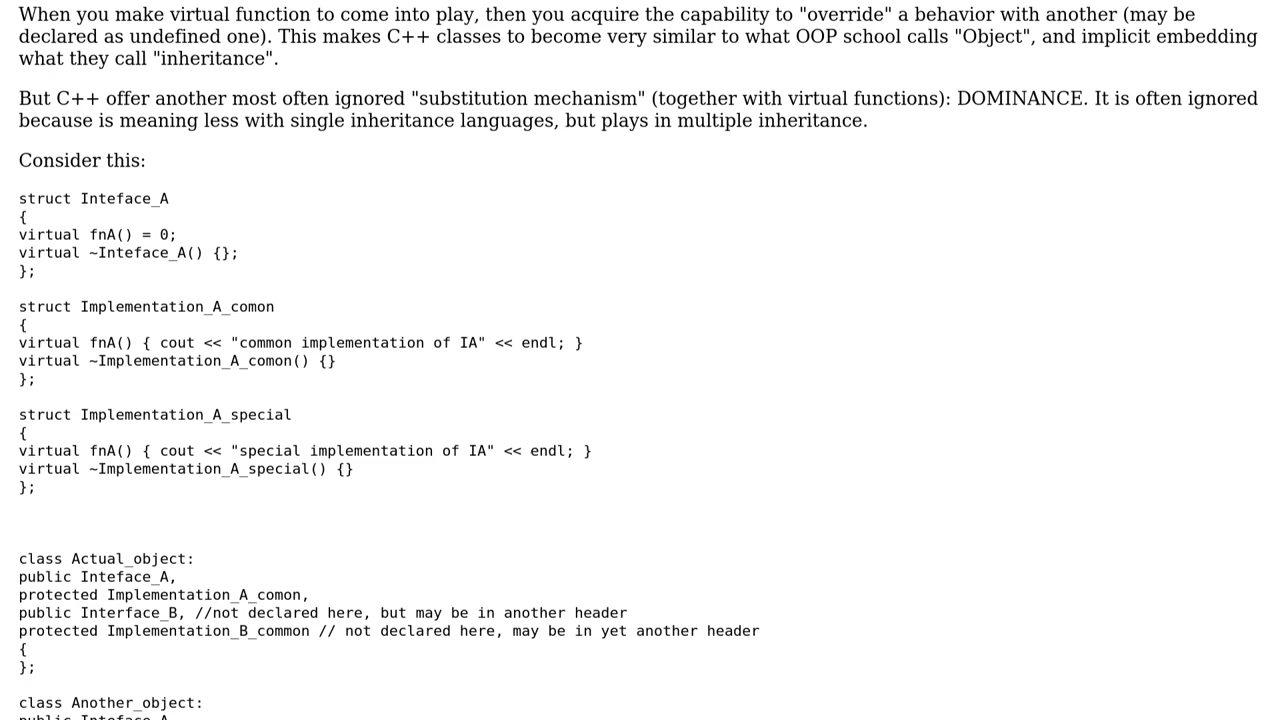 When you make virtual function to come into play, then you acquire the capability to "override" a behavior with another (may be
declared as undefined one). This makes C++ classes to become very similar to what OOP school calls "Object", and implicit embedding
what they call "inheritance".
But C++ offer another most often ignored "substitution mechanism" (together with virtual functions): DOMINANCE. It is often ignored
because is meaning less with single inheritance languages, but plays in multiple inheritance.
Consider this:
struct Inteface_A
{
virtual fnA() = 0;
virtual ~Inteface_A() {};
};
struct Implementation_A_comon
{
virtual fnA() { cout << "common implementation of IA" << endl; }
virtual ~Implementation_A_comon() {}
};
struct Implementation_A_special
{
virtual fnA() { cout << "special implementation of IA" << endl; }
virtual ~Implementation_A_special() {}
};
class Actual_object:
public Inteface_A,
protected Implementation_A_comon,
public Interface_B, //not declared here, but may be in another header
protected Implementation_B_common // not declared here, may be in yet another header
{
};
class Another_object:
public Inteface_A